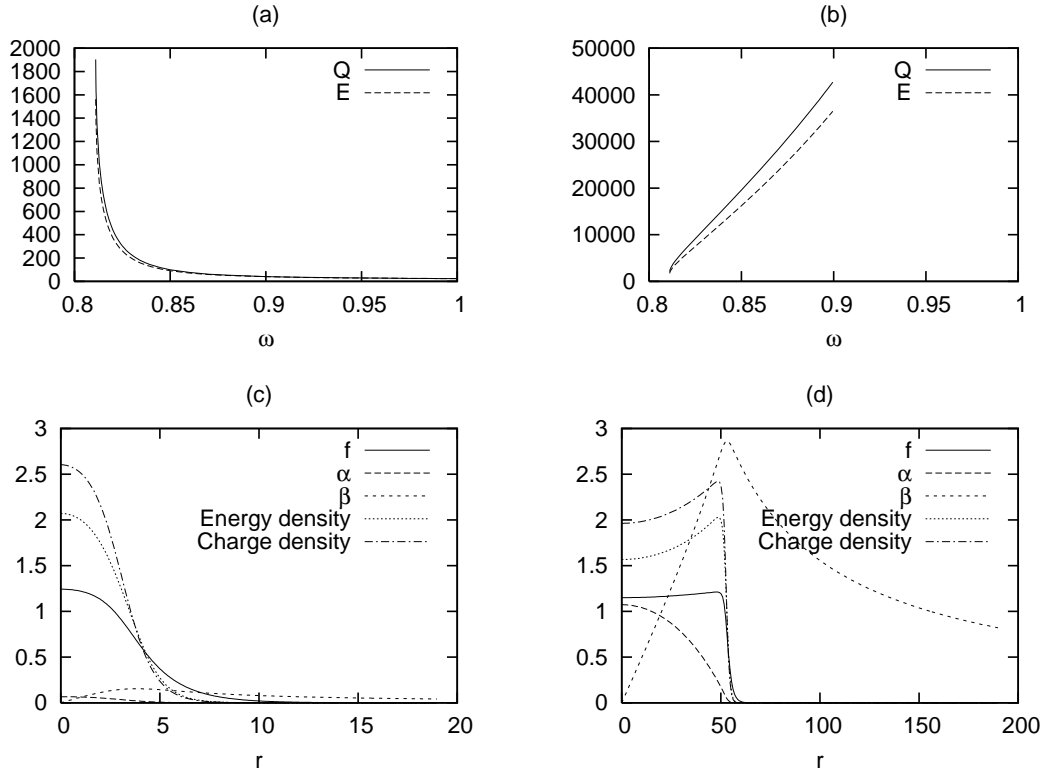 (a)
2000
1800
1600
1400
1200
1000
800
600
400
200
0
0.8 0.85 0.9 0.95 1
ω
Q
E
(b)
50000
40000
30000
20000
10000
0
0.8 0.85 0.9 0.95 1
ω
Q
E
(c)
3
2.5
2
1.5
1
0.5
0
0 5 10 15 20
r
f
α
β
Energy density
Charge density
(d)
3
2.5
2
1.5
1
0.5
0
0 50 100 150 200
r
f
α
β
Energy density
Charge density